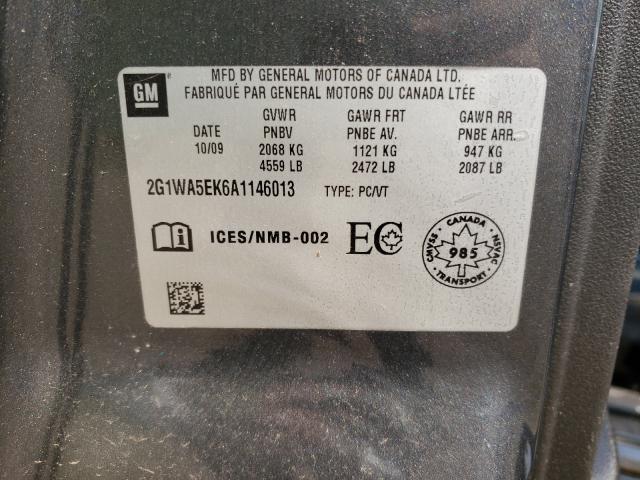 GM
MFD BY GENERAL MOTORS OF CANADA LTD.
FABRIQUÉ PAR GENERAL MOTORS DU CANADA LTÉE
GVWR GAWR FRT GAWR RR
DATE PNBV PNBE AV. PNBE ARR.
10/09 2068 KG 1121 KG 947 KG
4559 LB 2472 LB 2087 LB
2G1WA5EK6A1146013 TYPE: PC/VT
ICES/NMB-002 EC
CANADA
CMVSS 985 NSVAC
TRANSPORT